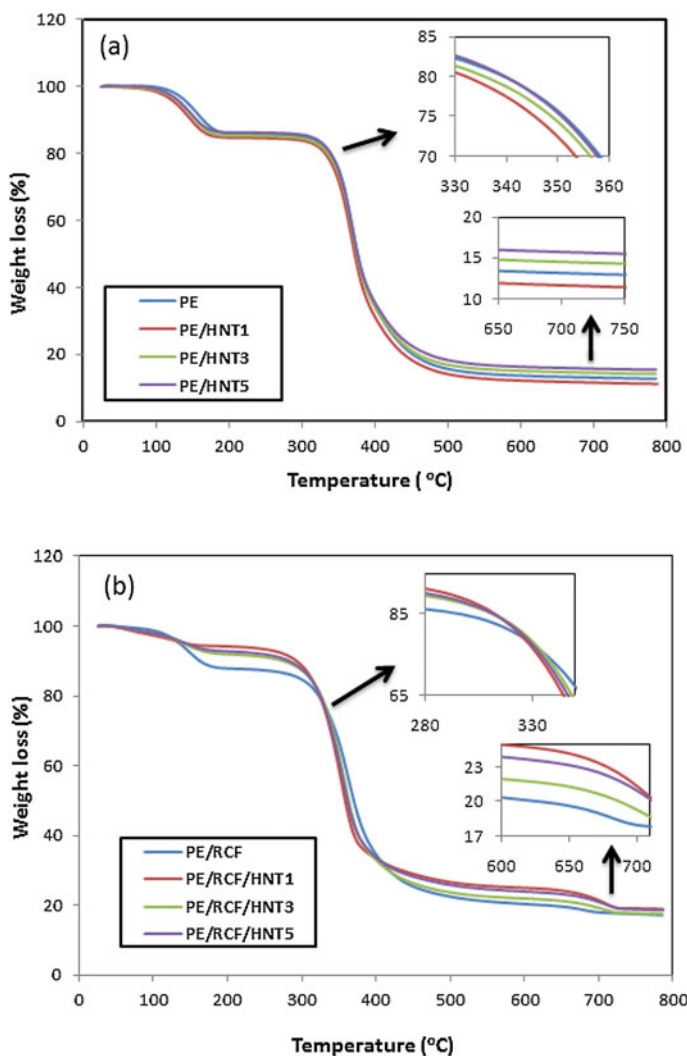 (a)
Weight loss (%)
120
100
80
60
40
20
0
0 100 200 300 400 500 600 700 800
Temperature ( °C)
PE
PE/HNT1
PE/HNT3
PE/HNT5
85
80
75
70
330 340 350 360
20
15
10
650 700 750
(b)
Weight loss (%)
120
100
80
60
40
20
0
0 100 200 300 400 500 600 700 800
Temperature (°C)
PE/RCF
PE/RCF/HNT1
PE/RCF/HNT3
PE/RCF/HNT5
85
65
280 330
23
20
17
600 650 700